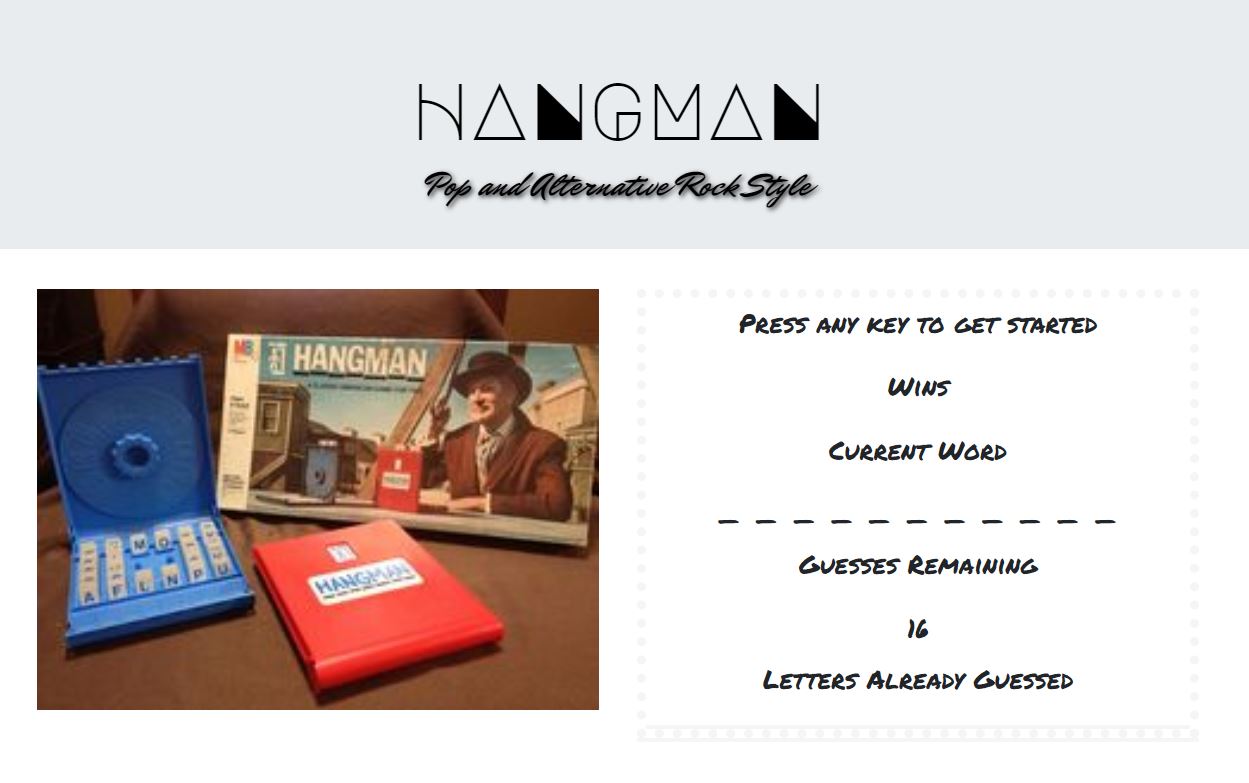 HANGMAN
Pop and Alternative Rock Style
MB
HANGMAN
M O
A F L N P U
HANGMAN
Press any key to get started
Wins
Current Word
_ _ _ _ _ _ _ _ _ _ _
Guesses Remaining
16
Letters Already Guessed